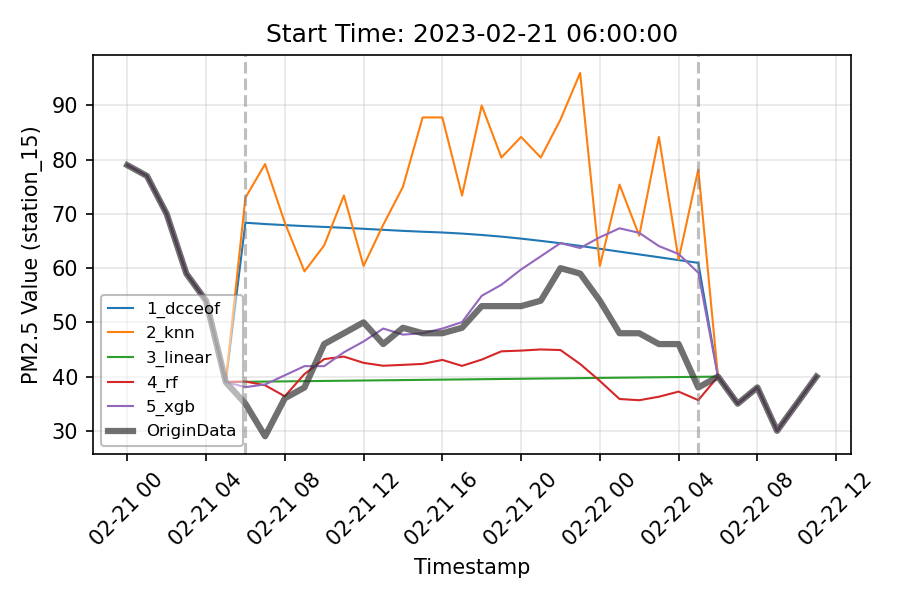 Start Time: 2023-02-21 06:00:00
PM2.5 Value (station_15)
90
80
70
60
50
40
30
1_dcceof
2_knn
3_linear
4_rf
5_xgb
OriginData
02-21 00
02-21 04
02-21 08
02-21 12
02-21 16
02-21 20
02-22 00
02-22 04
02-22 08
02-22 12
Timestamp